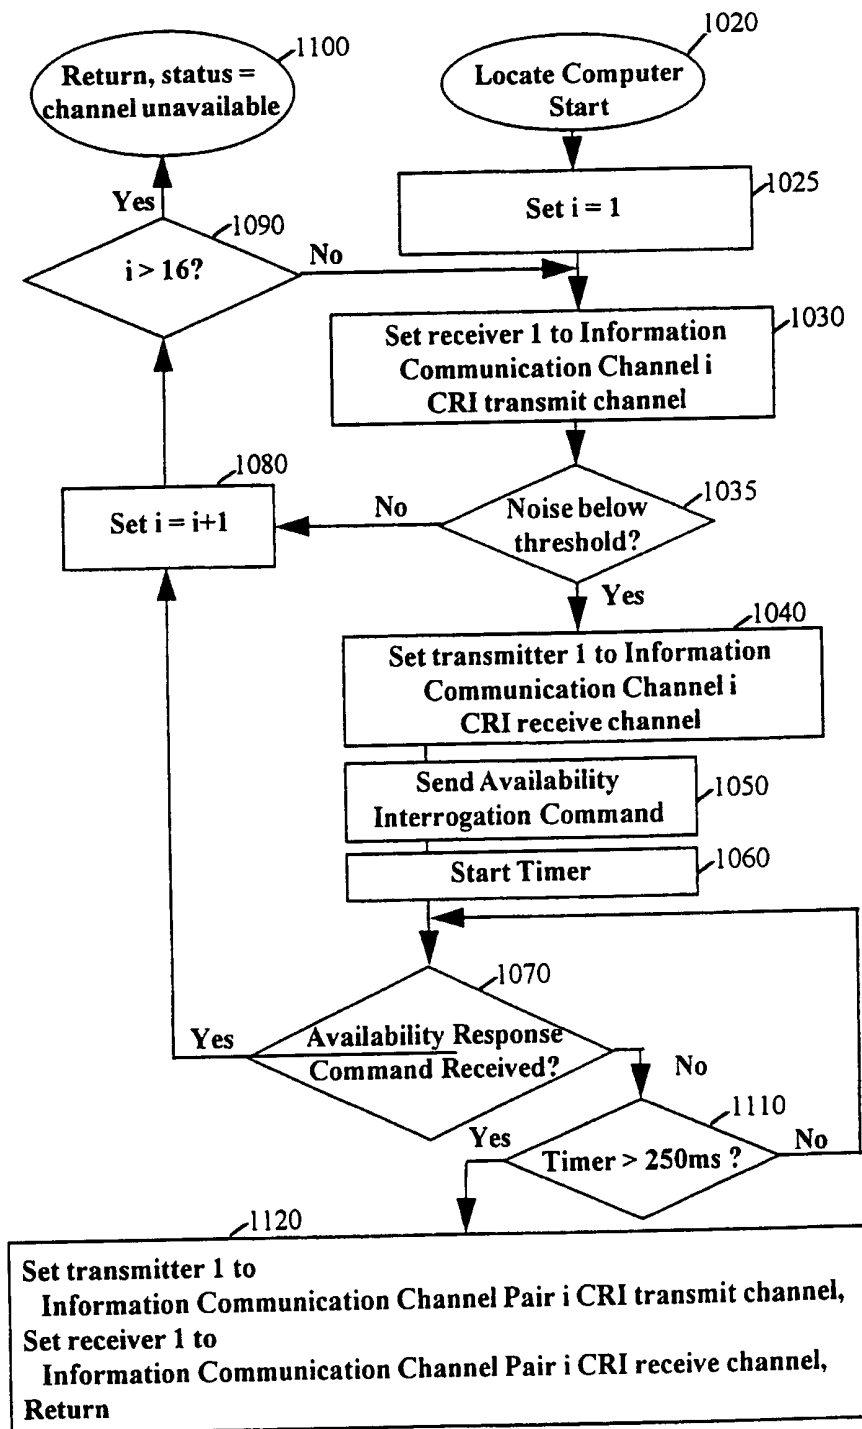 1100
Return, status =
channel unavailable
1020
Locate Computer
Start
1025
Set i = 1
Yes
1090
i > 16?
No
1030
Set receiver 1 to Information
Communication Channel i
CRI transmit channel
1080
Set i = i+1
No
1035
Noise below
threshold?
Yes
1040
Set transmitter 1 to Information
Communication Channel i
CRI receive channel
Send Availability
Interrogation Command
1050
Start Timer
1060
1070
Yes
Availability Response
Command Received?
No
1110
Yes
Timer > 250ms ?
No
1120
Set transmitter 1 to
Information Communication Channel Pair i CRI transmit channel,
Set receiver 1 to
Information Communication Channel Pair i CRI receive channel,
Return